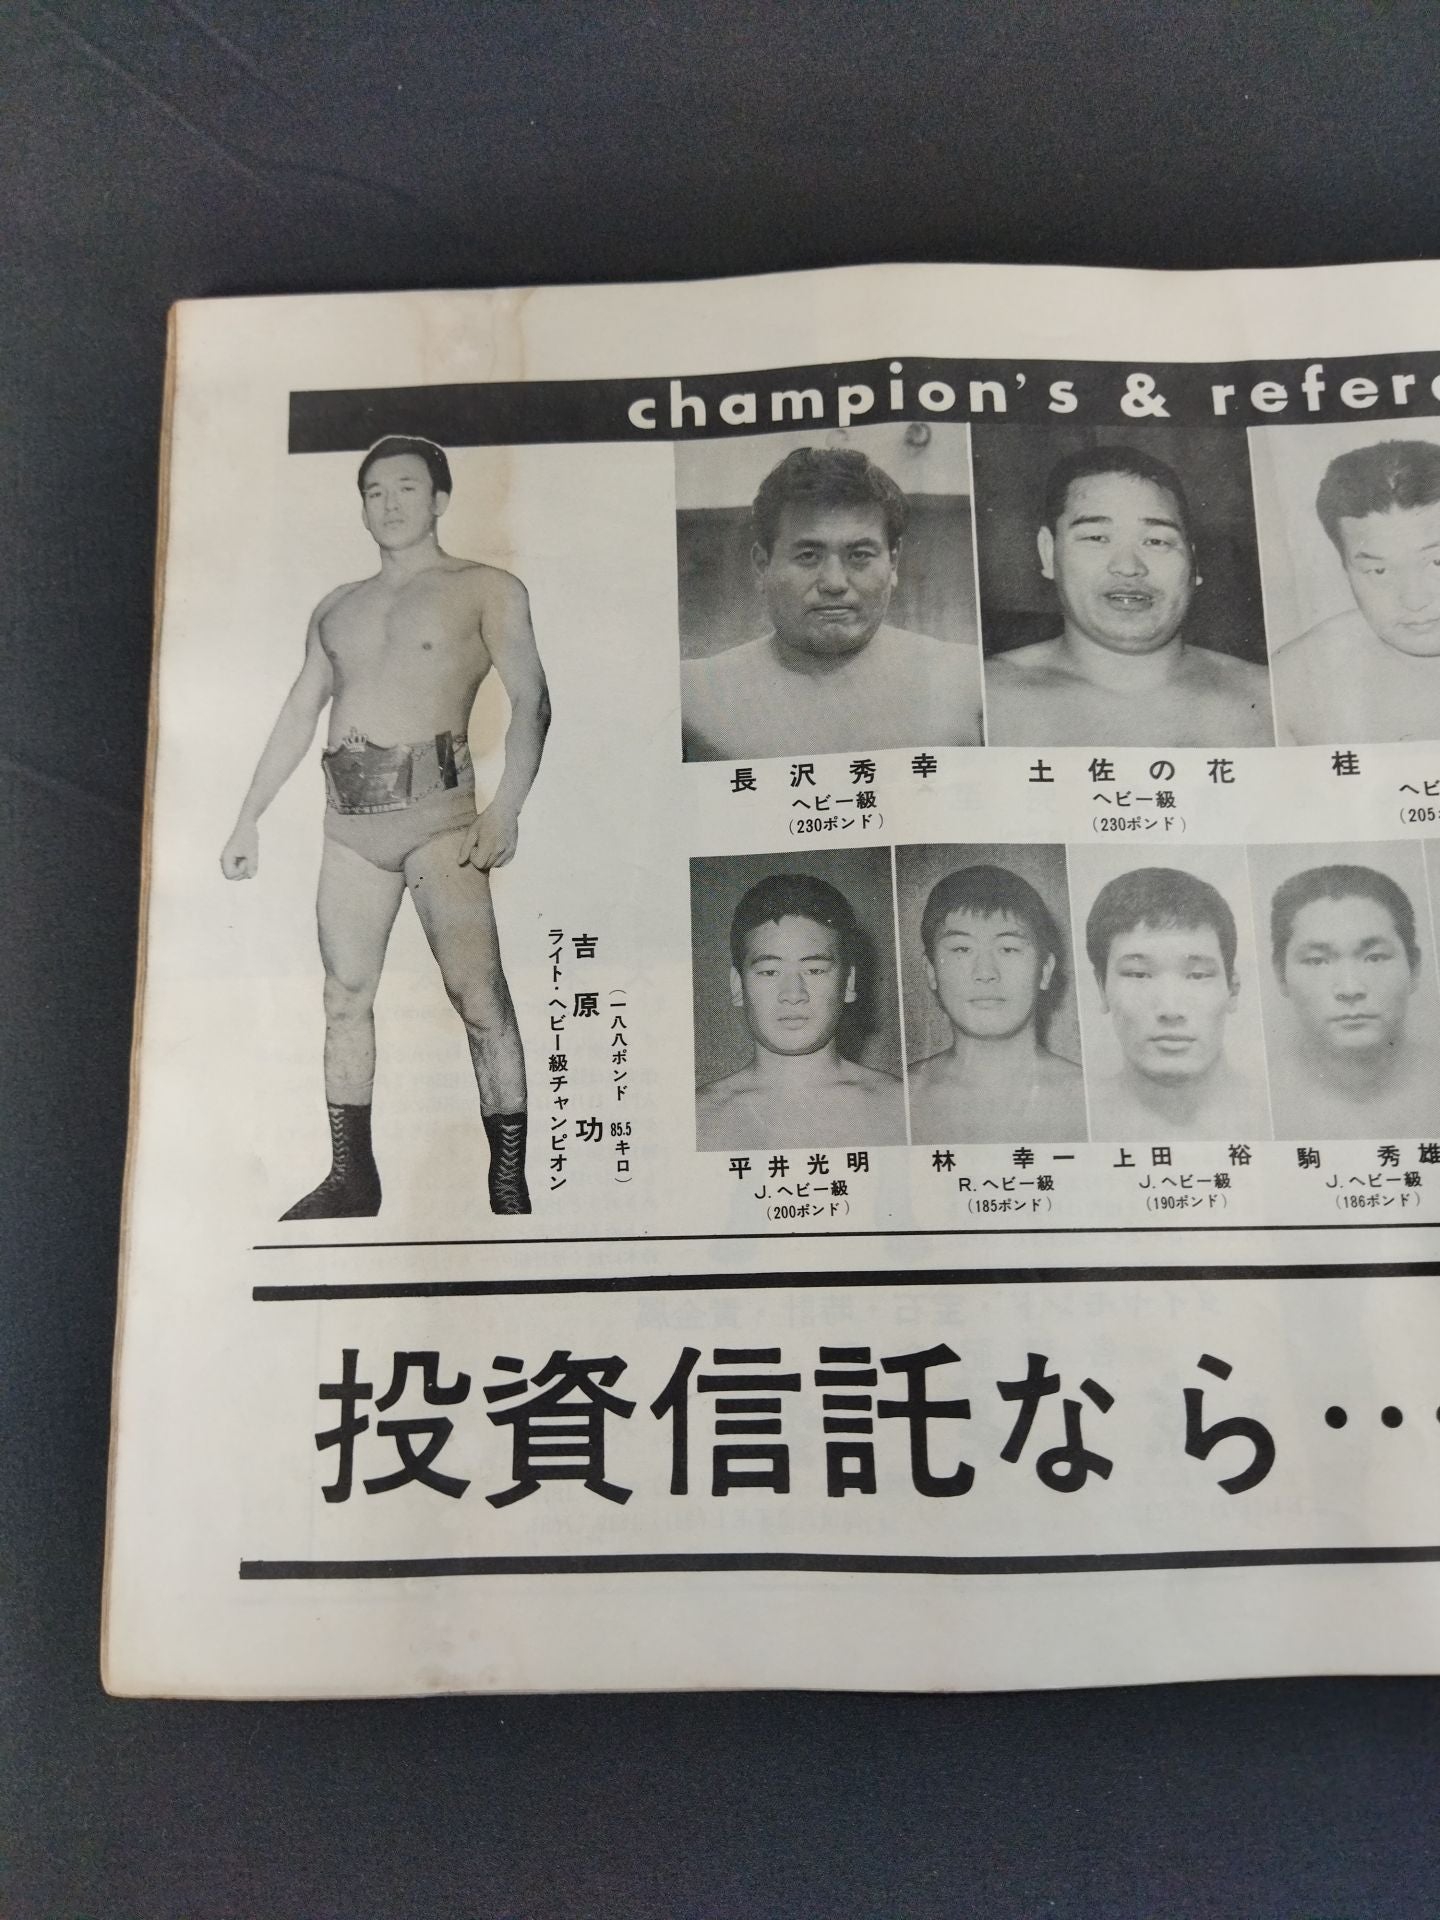 champion's & refere
吉原 功
(一八八ポンド 85.5キロ)
ライト・ヘビー級チャンピオン
長沢秀幸
ヘビー級
(230ポンド)
土佐の花
ヘビー級
(230ポンド)
桂
ヘビ
(205
平井光明
J.ヘビー級
(200ポンド)
林 幸一
R.ヘビー級
(185ポンド)
上田 裕
J.ヘビー級
(190ポンド)
駒 秀雄
J.ヘビー級
(186ポンド)
投資信託なら・・・